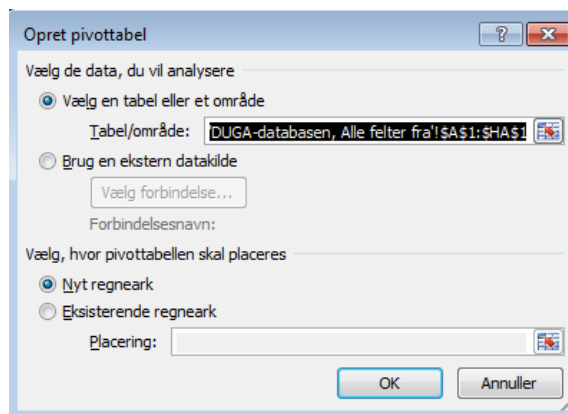 Opret pivottabel
Vælg de data, du vil analysere
Vælg en tabel eller et område
Tabel/område: 'DUGA-databasen, Alle felter fra'!$A$1:$HA$1
Brug en ekstern datakilde
Vælg forbindelse...
Forbindelsesnavn:
Vælg, hvor pivottabellen skal placeres
Nyt regneark
Eksisterende regneark
Placering:
OK Annuller